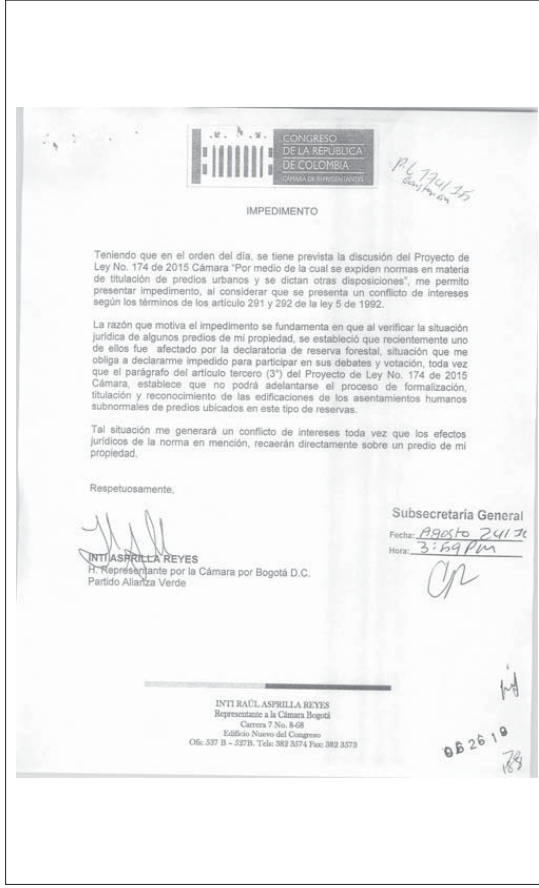 CONGRESO
DE LA REPÚBLICA
DE COLOMBIA
CÁMARA DE REPRESENTANTES
P.L 174/15
IMPEDIMENTO
Teniendo que en el orden del día, se tiene prevista la discusión del Proyecto de
Ley No. 174 de 2015 Cámara “Por medio de la cual se expiden normas en materia
de titulación de predios urbanos y se dictan otras disposiciones”, me permito
presentar impedimento, al considerar que se presenta un conflicto de intereses
según los términos de los artículo 291 y 292 de la ley 5 de 1992.
La razón que motiva el impedimento se fundamenta en que al verificar la situación
jurídica de algunos predios de mi propiedad, se estableció que recientemente uno
de ellos fue afectado por la declaratoria de reserva forestal, situación que me
obliga a declararme impedido para participar en sus debates y votación, toda vez
que el parágrafo del artículo tercero (3°) del Proyecto de Ley No. 174 de 2015
Cámara, establece que no podrá adelantarse el proceso de formalización,
titulación y reconocimiento de las edificaciones de los asentamientos humanos
subnormales de predios ubicados en este tipo de reservas.
Tal situación me generará un conflicto de intereses toda vez que los efectos
jurídicos de la norma en mención, recaerán directamente sobre un predio de mi
propiedad.
Respetuosamente,
Subsecretaría General
Fecha: Agosto 24/
Hora: 3:59 PM
INTI ASPRILLA REYES
H. Representante por la Cámara por Bogotá D.C.
Partido Alianza Verde
INTI RAÚL ASPRILLA REYES
Representante a la Cámara Bogotá
Carrera 7 No. 8-68
Edificio Nuevo del Congreso
Ofc: 537 B – 527B. Tels: 382 3574 Fax: 382 3573